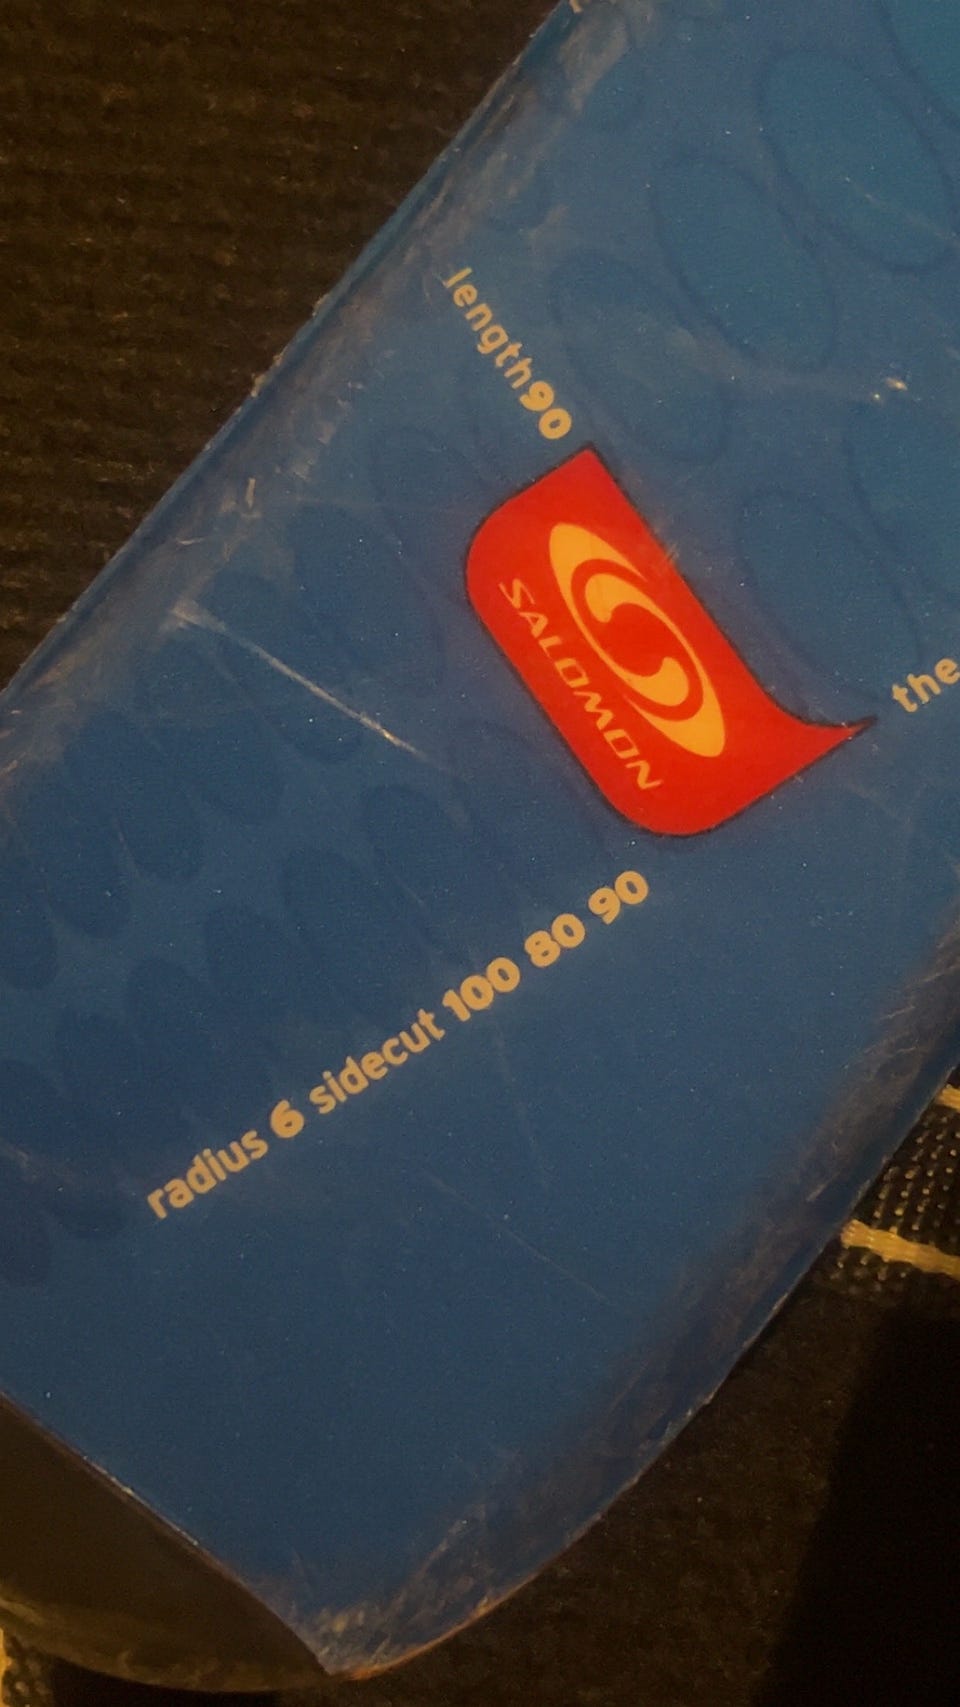 length90
SALOMON
the
radius 6 sidecut 100 80 90